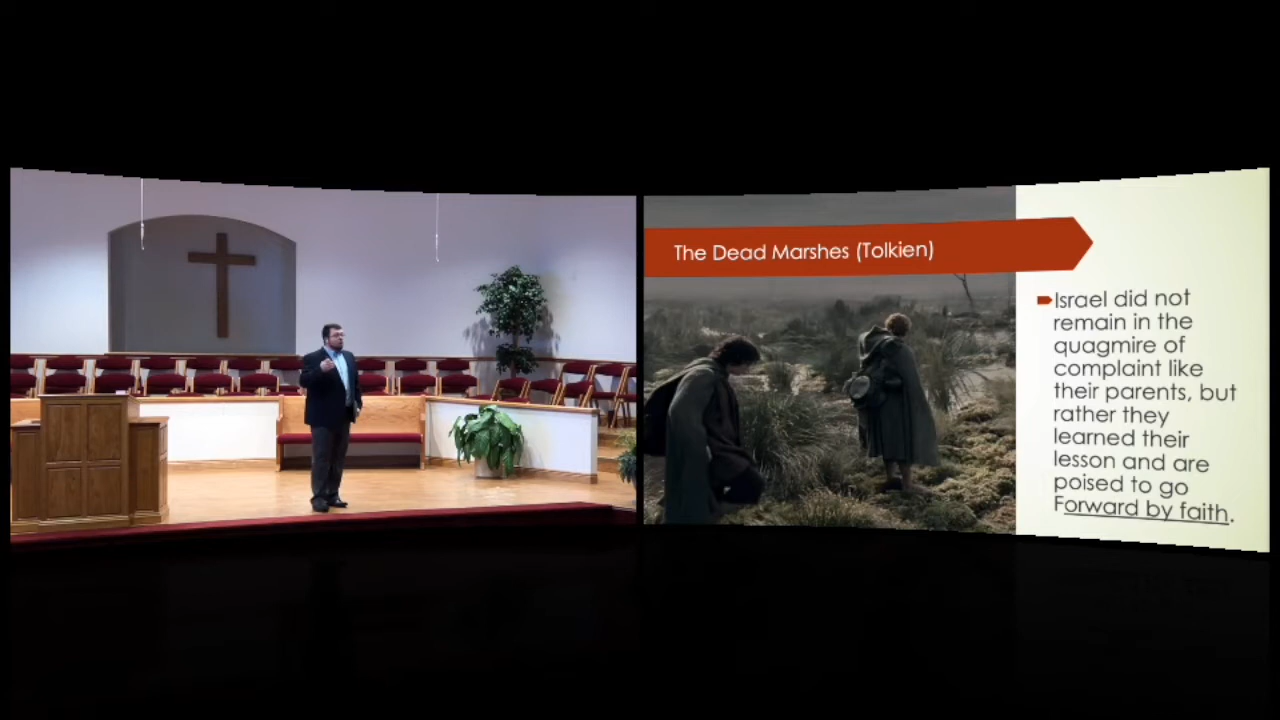 The Dead Marshes (Tolkien)
Israel did not
remain in the
quagmire of
complaint like
their parents, but
rather they
learned their
lesson and are
poised to go
Forward by faith.